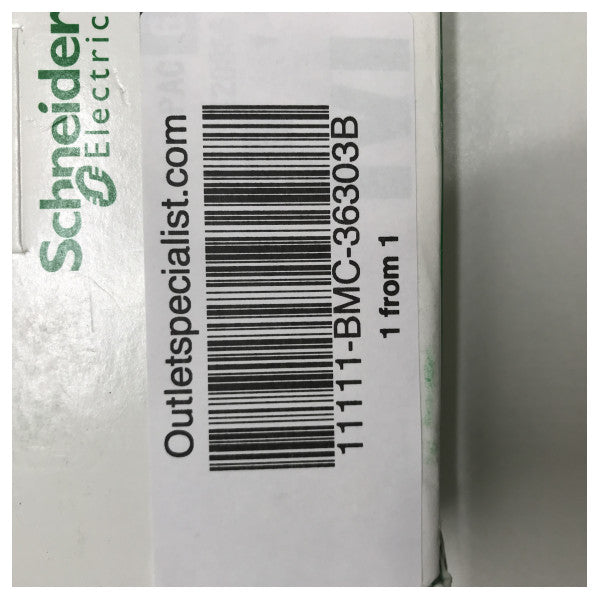 Schneider
Electric
Outletspecialist.com
11111-BMC-36303B
1 from 1